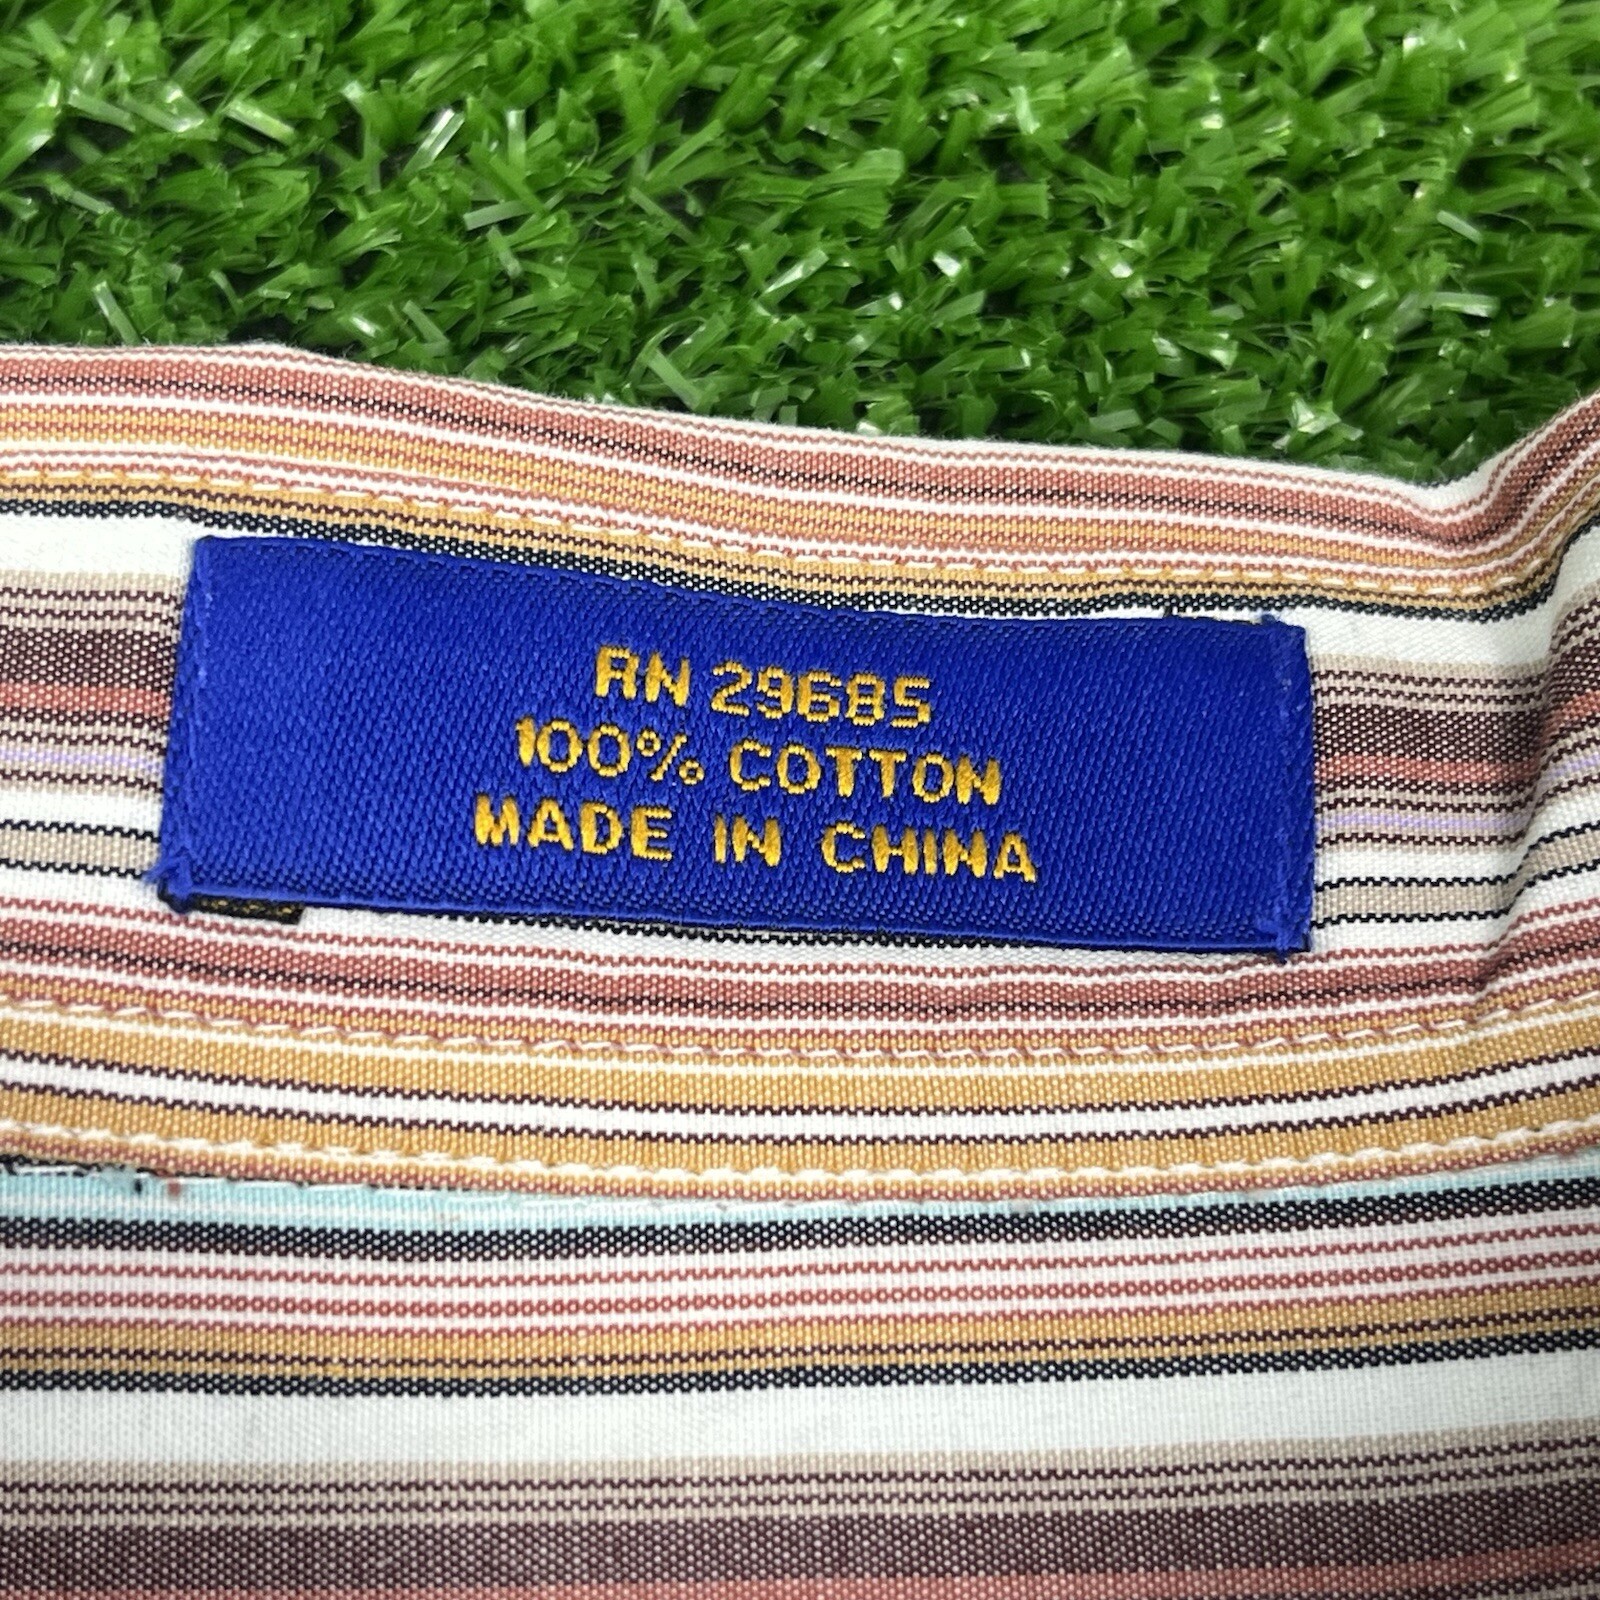 RN 29685
100% COTTON
MADE IN CHINA